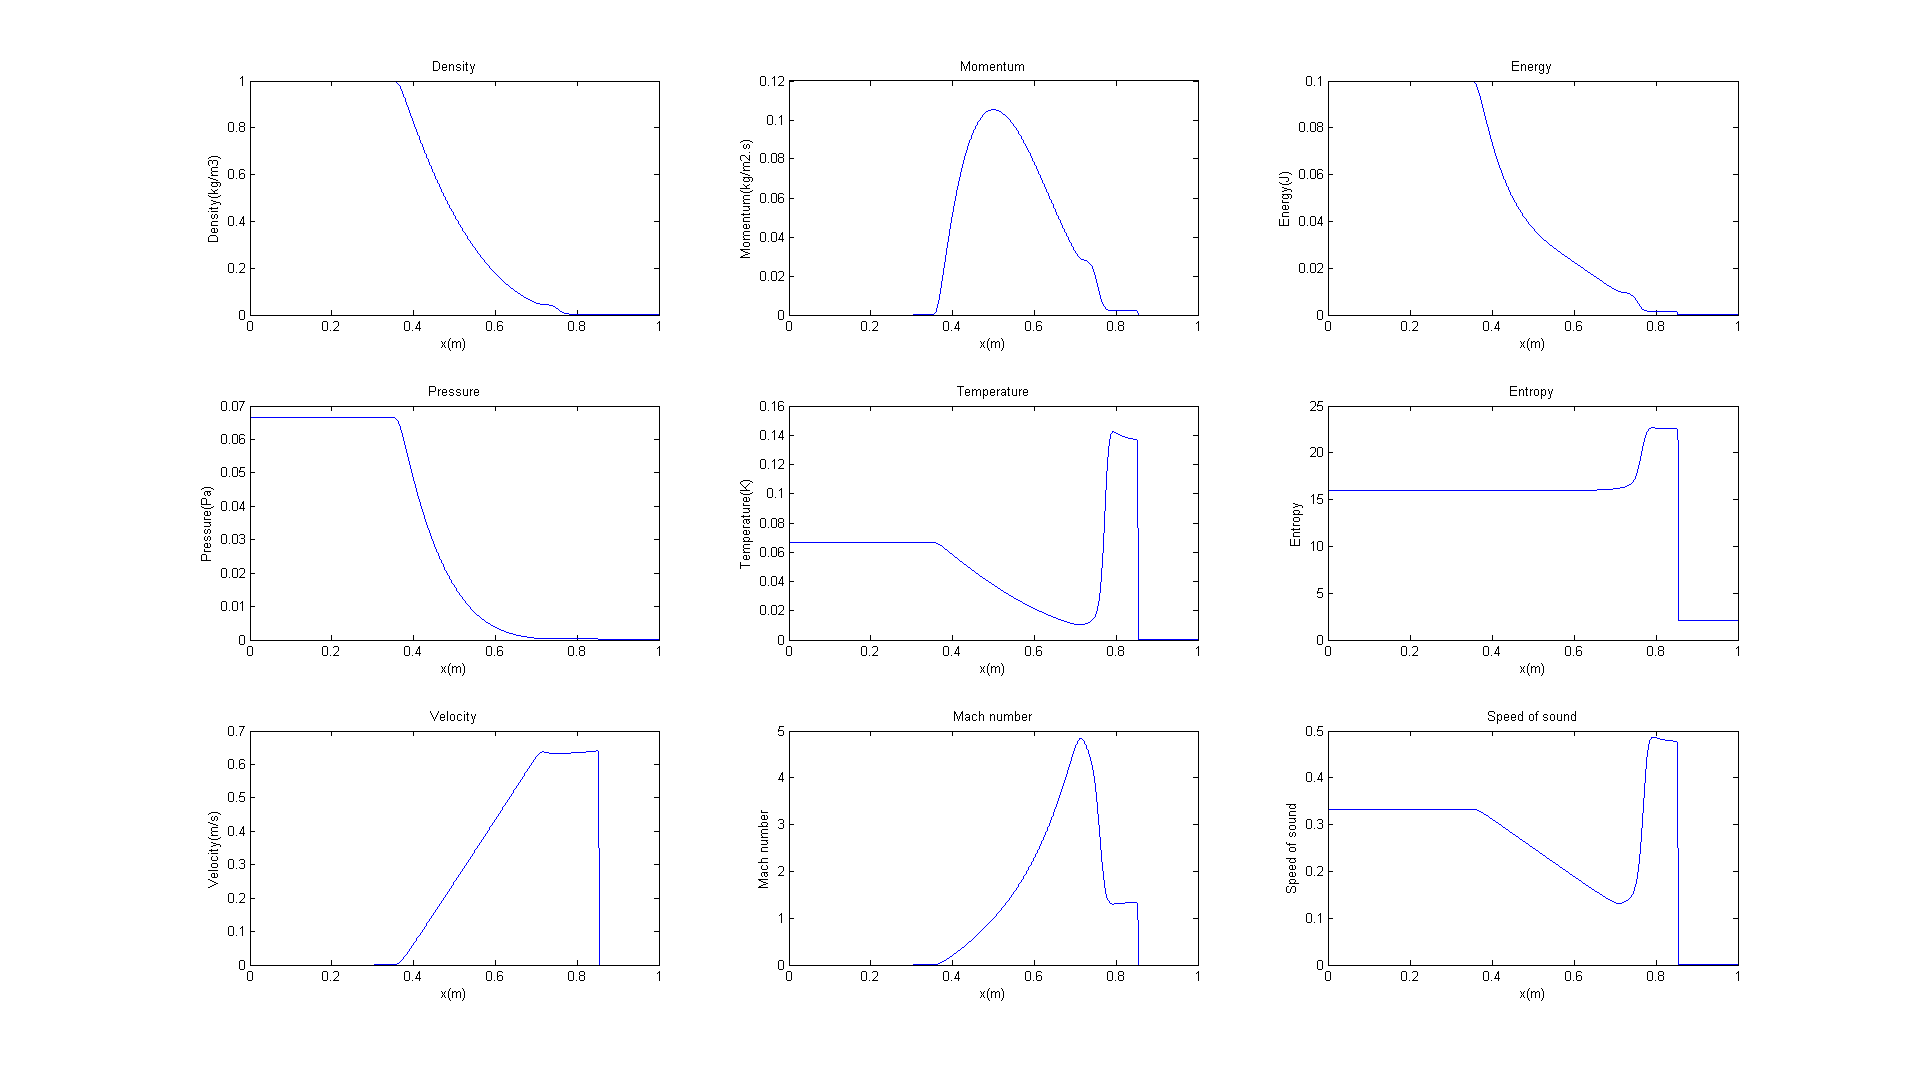 Density
Density(kg/m3)
1
0.8
0.6
0.4
0.2
0
0 0.2 0.4 0.6 0.8 1
x(m)
Momentum
Momentum(kg/m2.s)
0.12
0.1
0.08
0.06
0.04
0.02
0
0 0.2 0.4 0.6 0.8 1
x(m)
Energy
Energy(J)
0.1
0.08
0.06
0.04
0.02
0
0 0.2 0.4 0.6 0.8 1
x(m)
Pressure
Pressure(Pa)
0.07
0.06
0.05
0.04
0.03
0.02
0.01
0
0 0.2 0.4 0.6 0.8 1
x(m)
Temperature
Temperature(K)
0.16
0.14
0.12
0.1
0.08
0.06
0.04
0.02
0
0 0.2 0.4 0.6 0.8 1
x(m)
Entropy
Entropy
25
20
15
10
5
0
0 0.2 0.4 0.6 0.8 1
x(m)
Velocity
Velocity(m/s)
0.7
0.6
0.5
0.4
0.3
0.2
0.1
0
0 0.2 0.4 0.6 0.8 1
x(m)
Mach number
Mach number
5
4
3
2
1
0
0 0.2 0.4 0.6 0.8 1
x(m)
Speed of sound
Speed of sound
0.5
0.4
0.3
0.2
0.1
0
0 0.2 0.4 0.6 0.8 1
x(m)